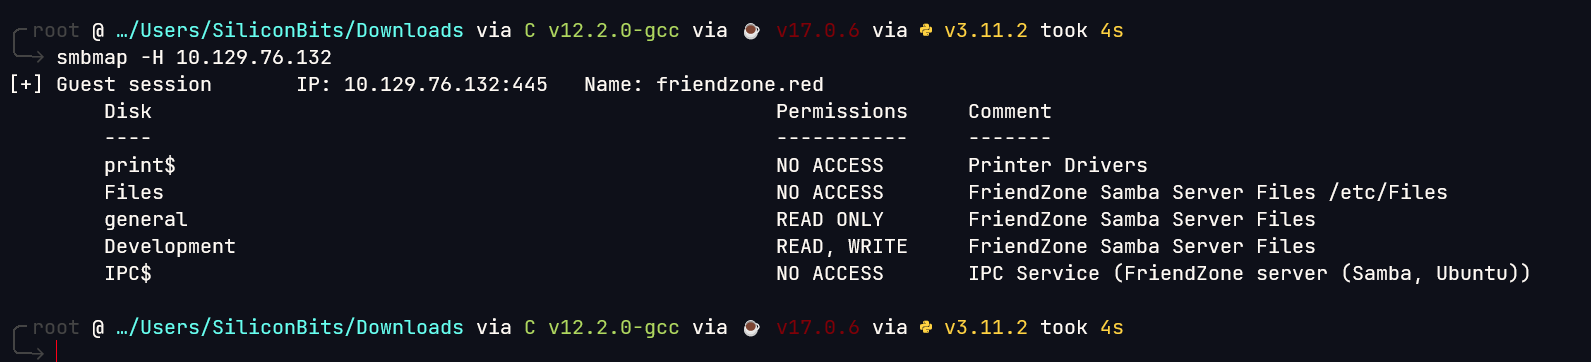 root @ …/Users/SiliconBits/Downloads via C v12.2.0-gcc via ☕ v17.0.6 via 🐍 v3.11.2 took 4s
smbmap -H 10.129.76.132
[+] Guest session IP: 10.129.76.132:445 Name: friendzone.red
Disk Permissions Comment
---- ----------- -------
print$ NO ACCESS Printer Drivers
Files NO ACCESS FriendZone Samba Server Files /etc/Files
general READ ONLY FriendZone Samba Server Files
Development READ, WRITE FriendZone Samba Server Files
IPC$ NO ACCESS IPC Service (FriendZone server (Samba, Ubuntu))
root @ …/Users/SiliconBits/Downloads via C v12.2.0-gcc via ☕ v17.0.6 via 🐍 v3.11.2 took 4s